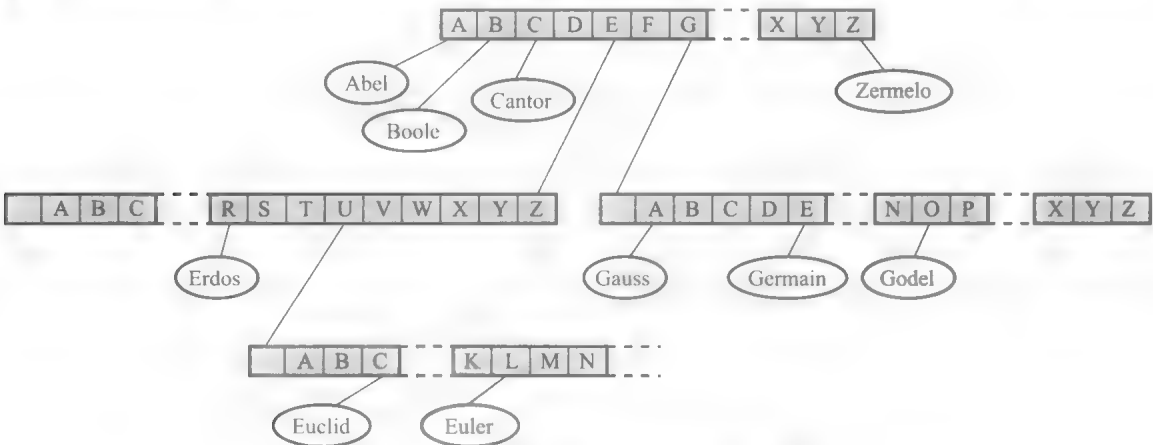 A B C D E F G X Y Z
Abel
Cantor
Zermelo
Boole
A B C R S T U V W X Y Z A B C D E N O P X Y Z
Erdos
Gauss
Germain
Godel
A B C K L M N
Euclid
Euler